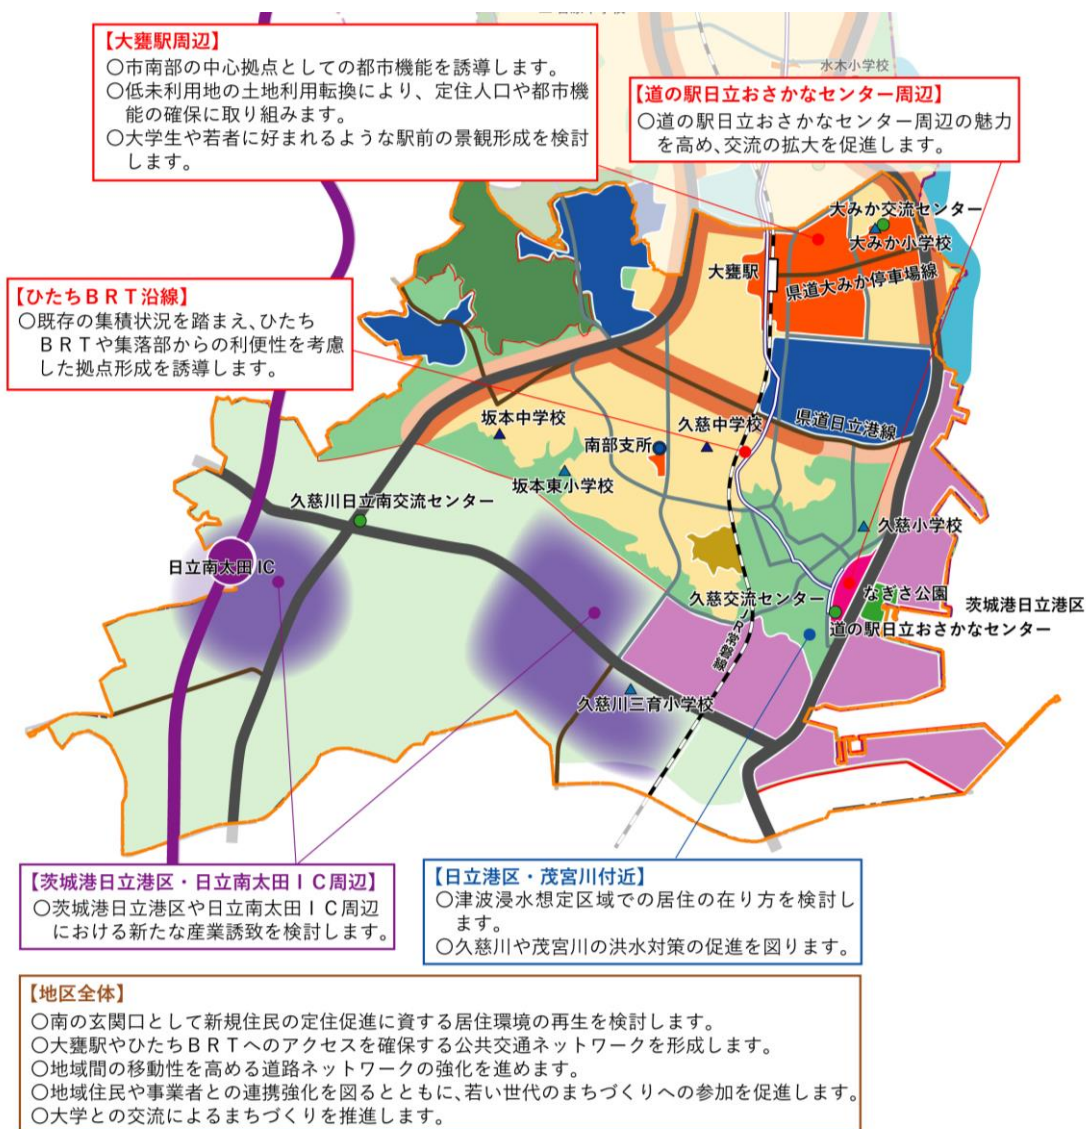 【大甕駅周辺】
〇市南部の中心拠点としての都市機能を誘導します。
〇低未利用地の土地利用転換により、定住人口や都市機
能の確保に取り組みます。
〇大学生や若者に好まれるような駅前の景観形成を検討
します。
水木小学校
【道の駅日立おさかなセンター周辺】
〇道の駅日立おさかなセンター周辺の魅力
を高め、交流の拡大を促進します。
大みか交流センター
大みか小学校
大甕駅
県道大みか停車場線
【ひたちBRT沿線】
〇既存の集積状況を踏まえ、ひたち
BRTや集落部からの利便性を考慮
した拠点形成を誘導します。
坂本中学校
久慈中学校
県道日立港線
南部支所
坂本東小学校
久慈川日立南交流センター
久慈小学校
日立南太田IC
久慈交流センター
なぎさ公園
茨城港日立港区
道の駅日立おさかなセンター
JR常磐線
久慈川三育小学校
【茨城港日立港区・日立南太田IC周辺】
〇茨城港日立港区や日立南太田IC周辺
における新たな産業誘致を検討します。
【日立港区・茂宮川付近】
〇津波浸水想定区域での居住の在り方を検討し
ます。
〇久慈川や茂宮川の洪水対策の促進を図ります。
【地区全体】
〇南の玄関口として新規住民の定住促進に資する居住環境の再生を検討します。
〇大甕駅やひたちBRTへのアクセスを確保する公共交通ネットワークを形成します。
〇地域間の移動性を高める道路ネットワークの強化を進めます。
〇地域住民や事業者との連携強化を図るとともに、若い世代のまちづくりへの参加を促進します。
〇大学との交流によるまちづくりを推進します。